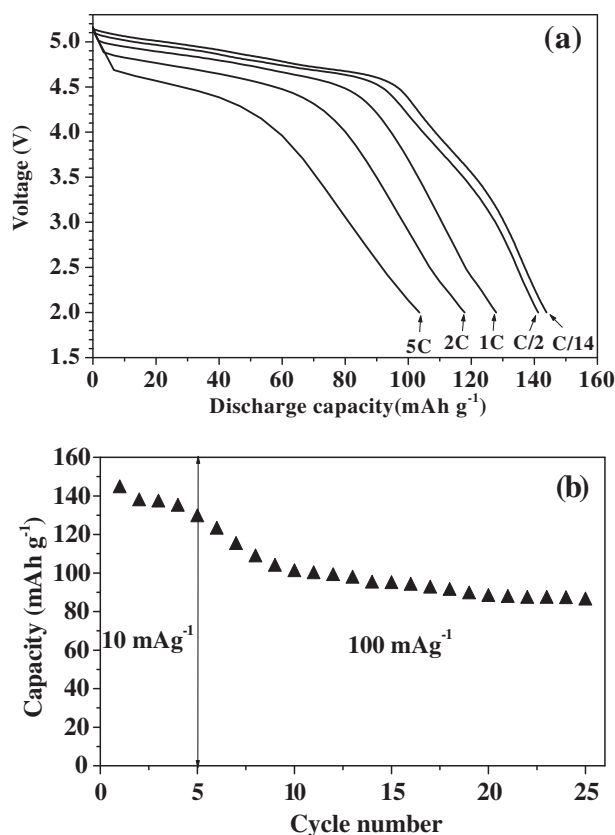 (a)
5.0
4.5
4.0
3.5
3.0
2.5
2.0
1.5
Voltage (V)
5C 2C 1C C/2 C/14
0 20 40 60 80 100 120 140 160
Discharge capacity(mAh g⁻¹)
(b)
160
140
120
100
80
60
40
20
0
Capacity (mAh g⁻¹)
10 mAg⁻¹ 100 mAg⁻¹
0 5 10 15 20 25
Cycle number